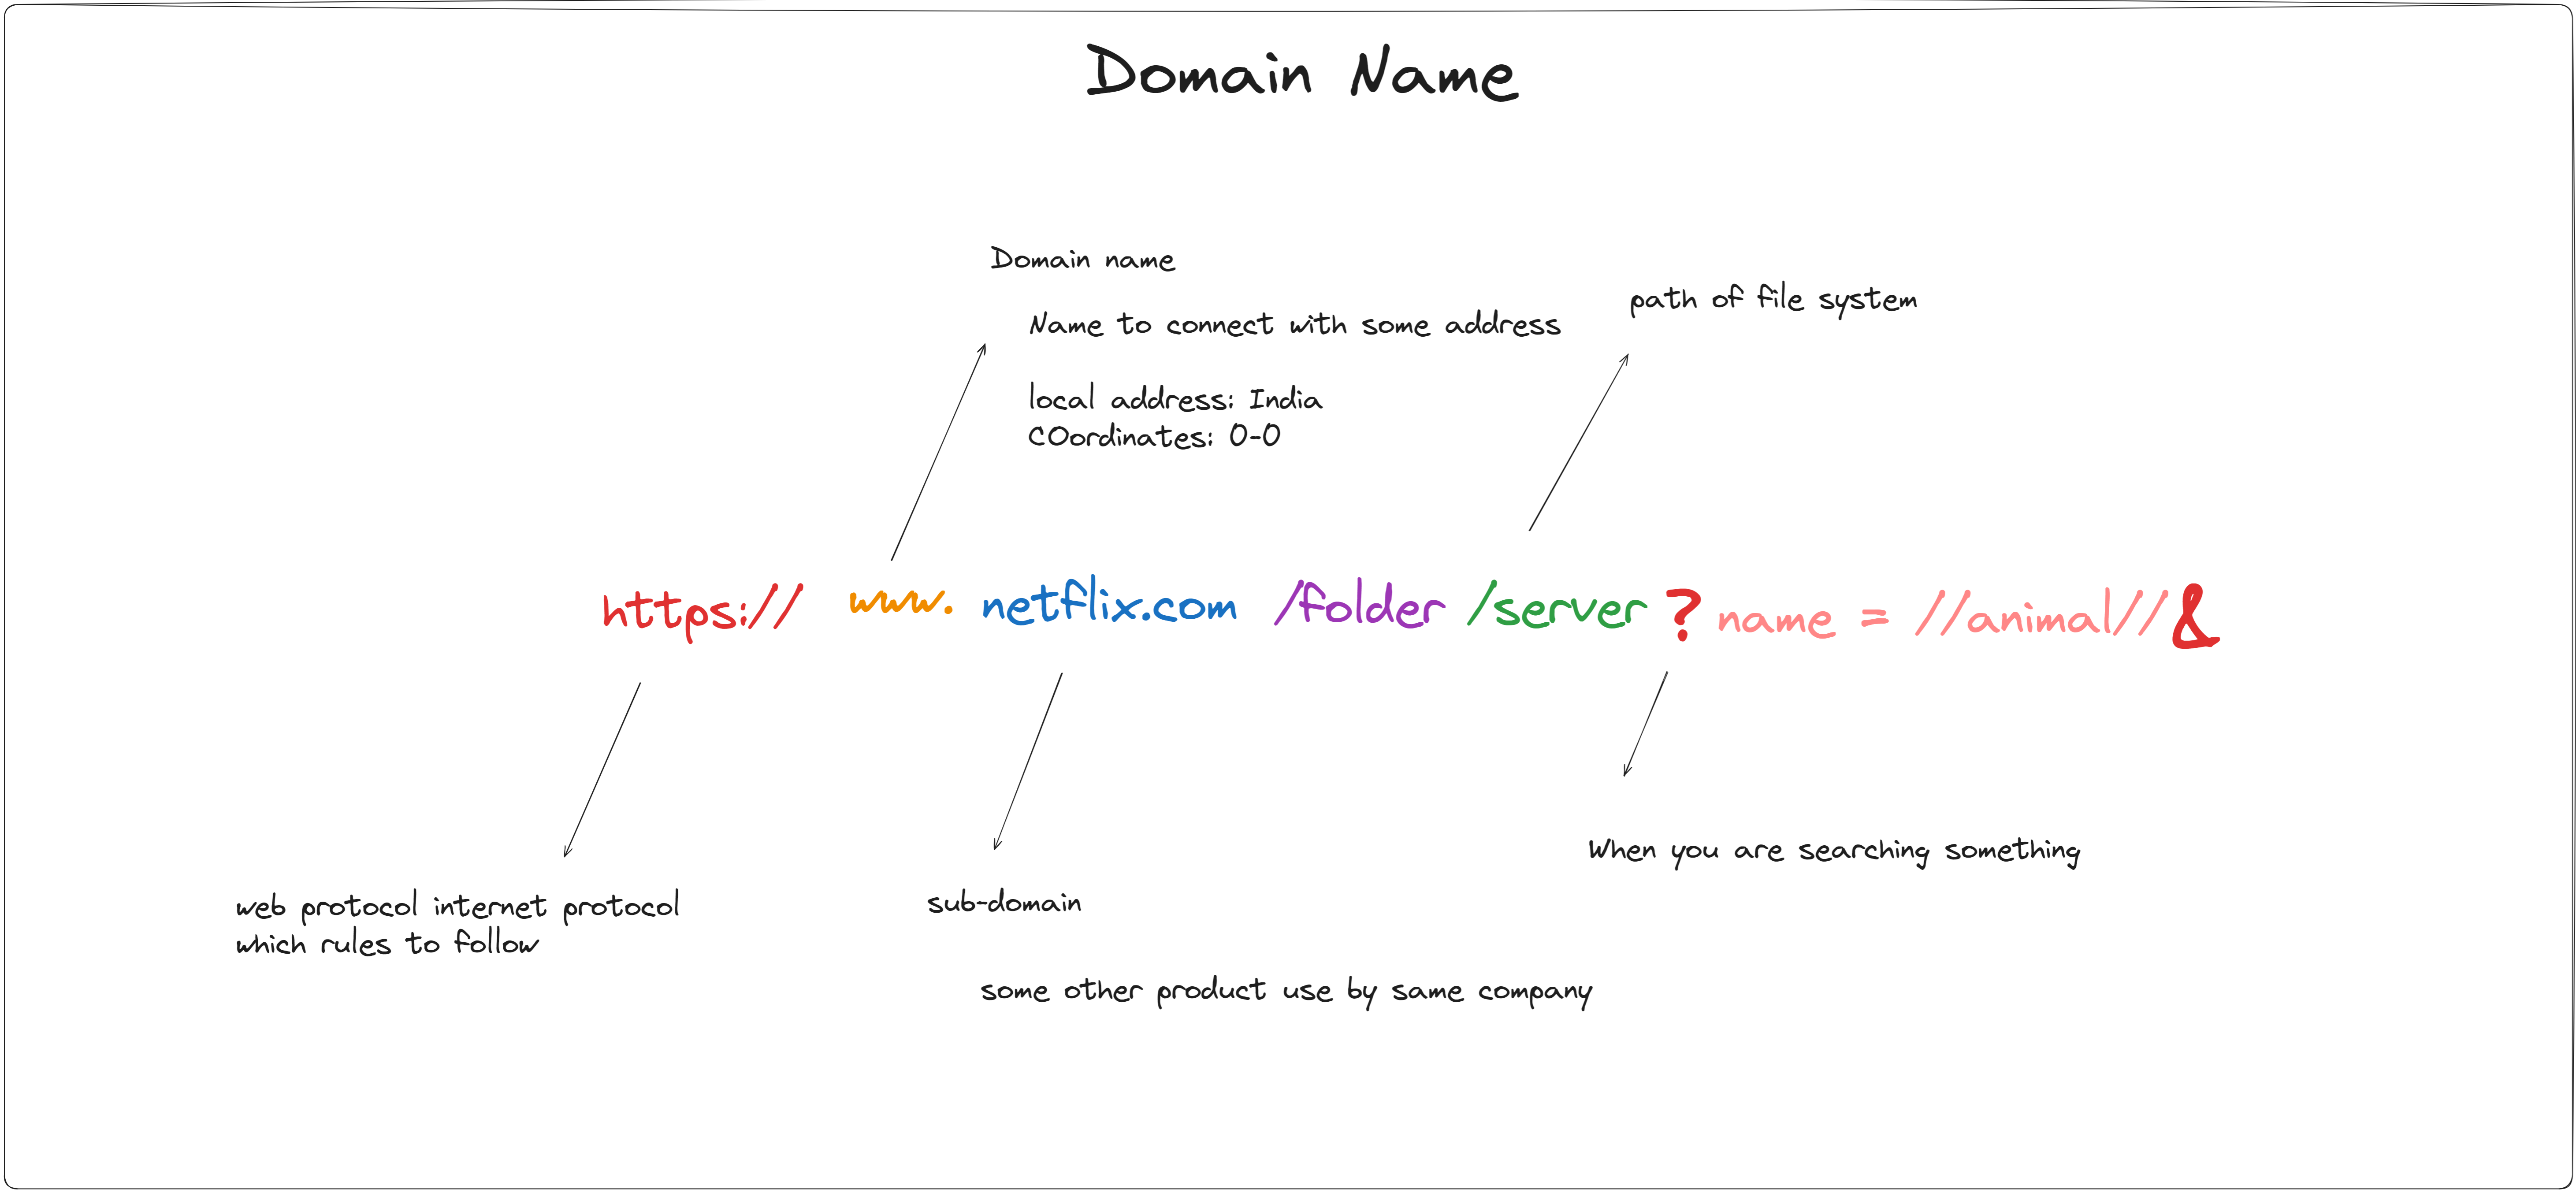 Domain Name
Domain name
Name to connect with some address
local address: India
COordinates: 0-0
path of file system
https:// www. netflix.com /folder /server ? name = //animal// &
web protocol internet protocol
which rules to follow
sub-domain
some other product use by same company
When you are searching something